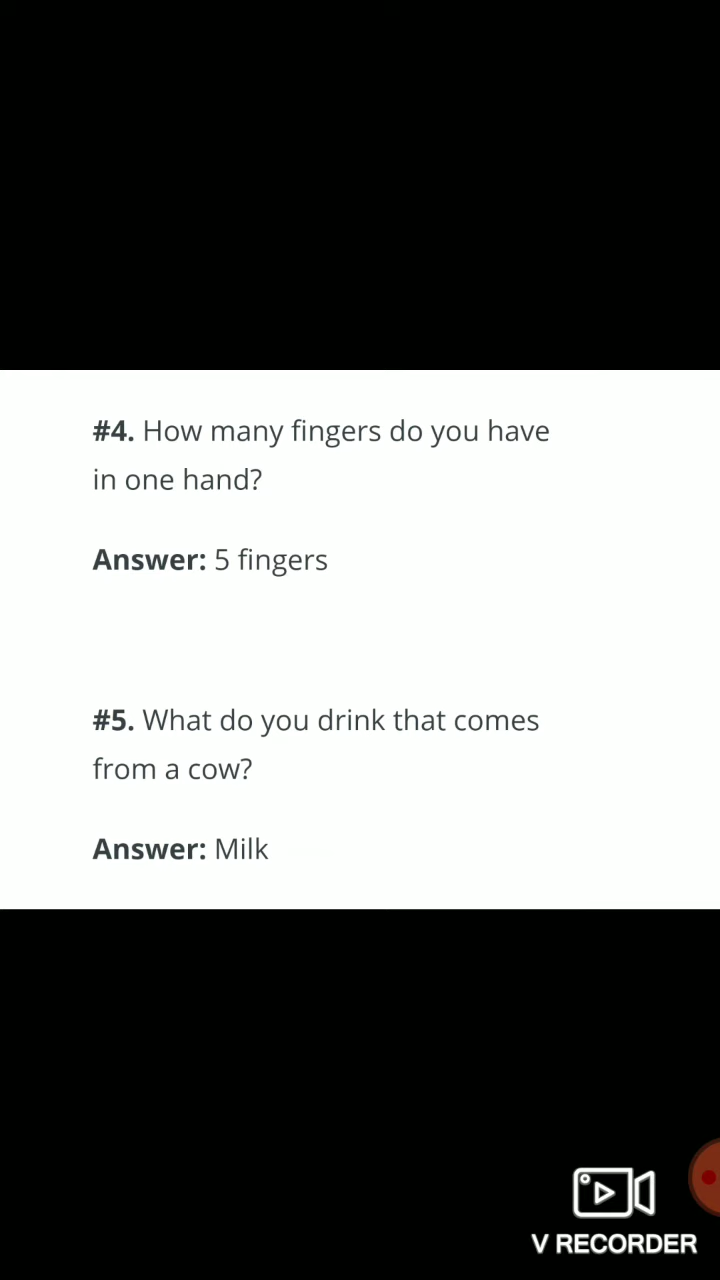 #4. How many fingers do you have
in one hand?
Answer: 5 fingers
#5. What do you drink that comes
from a cow?
Answer: Milk
V RECORDER